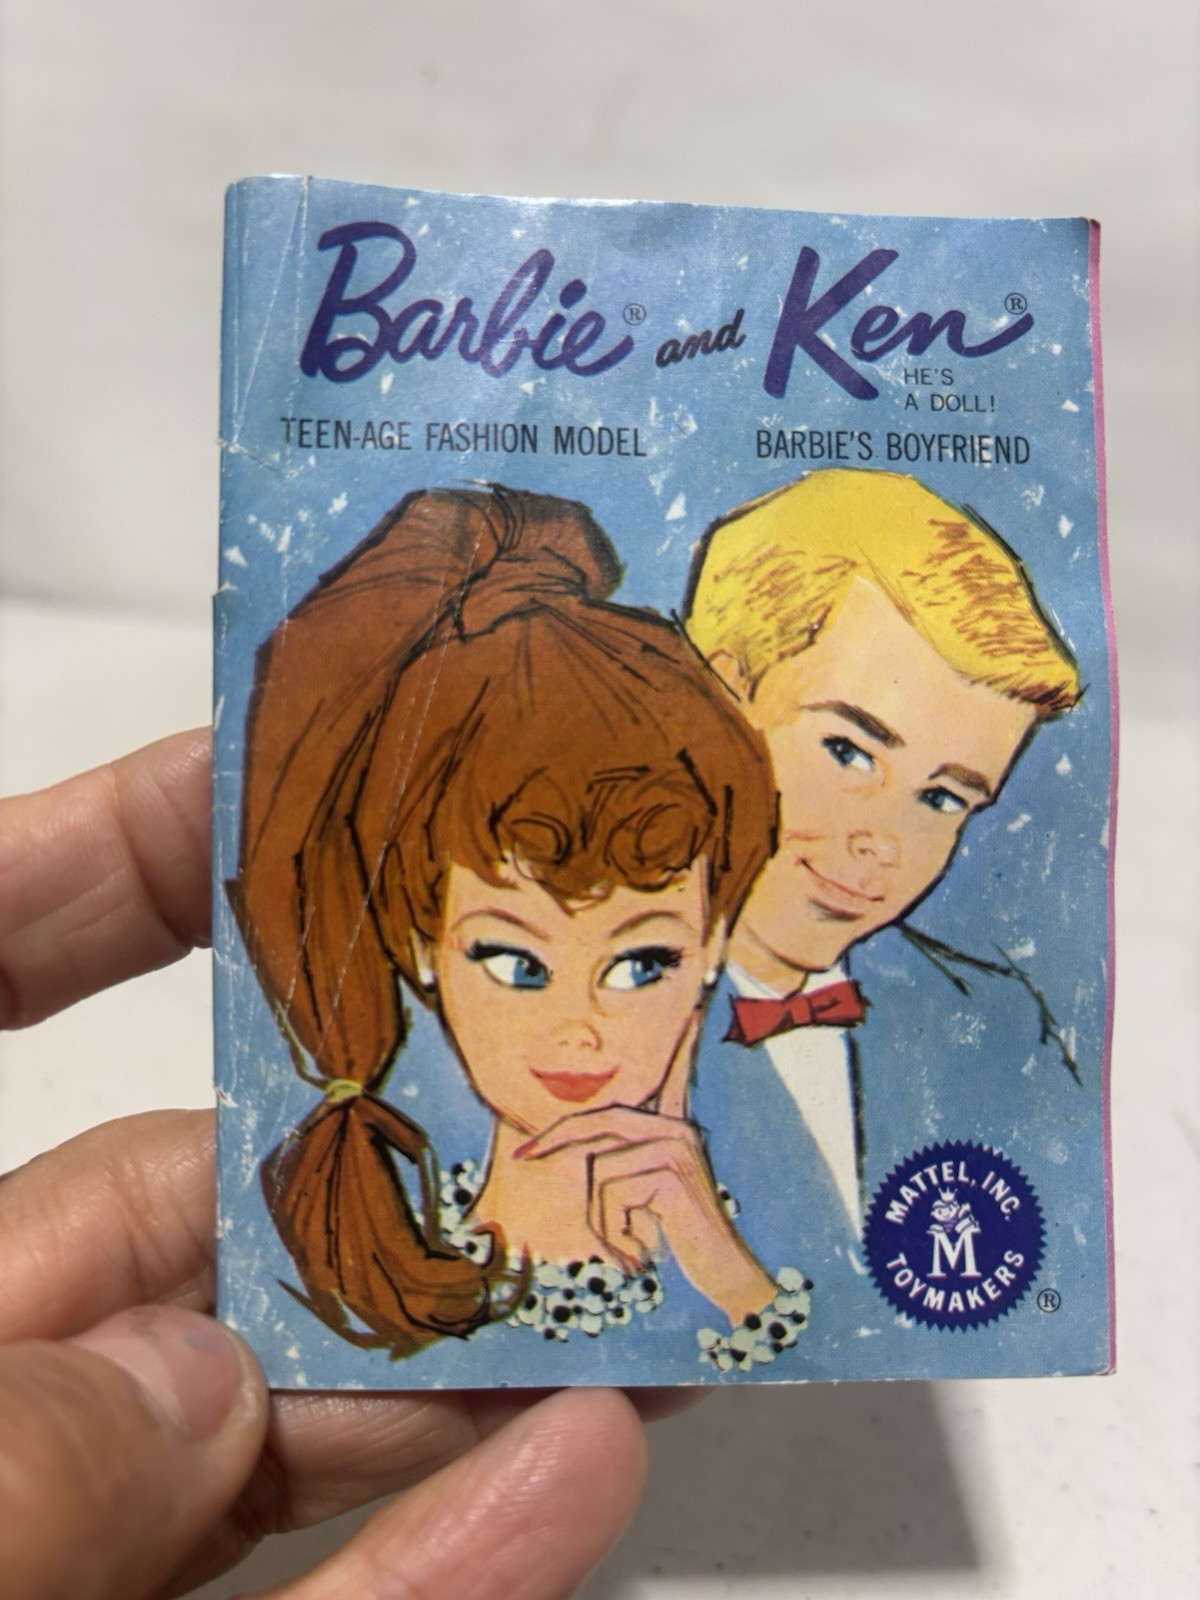 Barbie® and Ken®
HE'S
A DOLL!
TEEN-AGE FASHION MODEL
BARBIE'S BOYFRIEND
MATTEL, INC.
M
TOYMAKERS
®